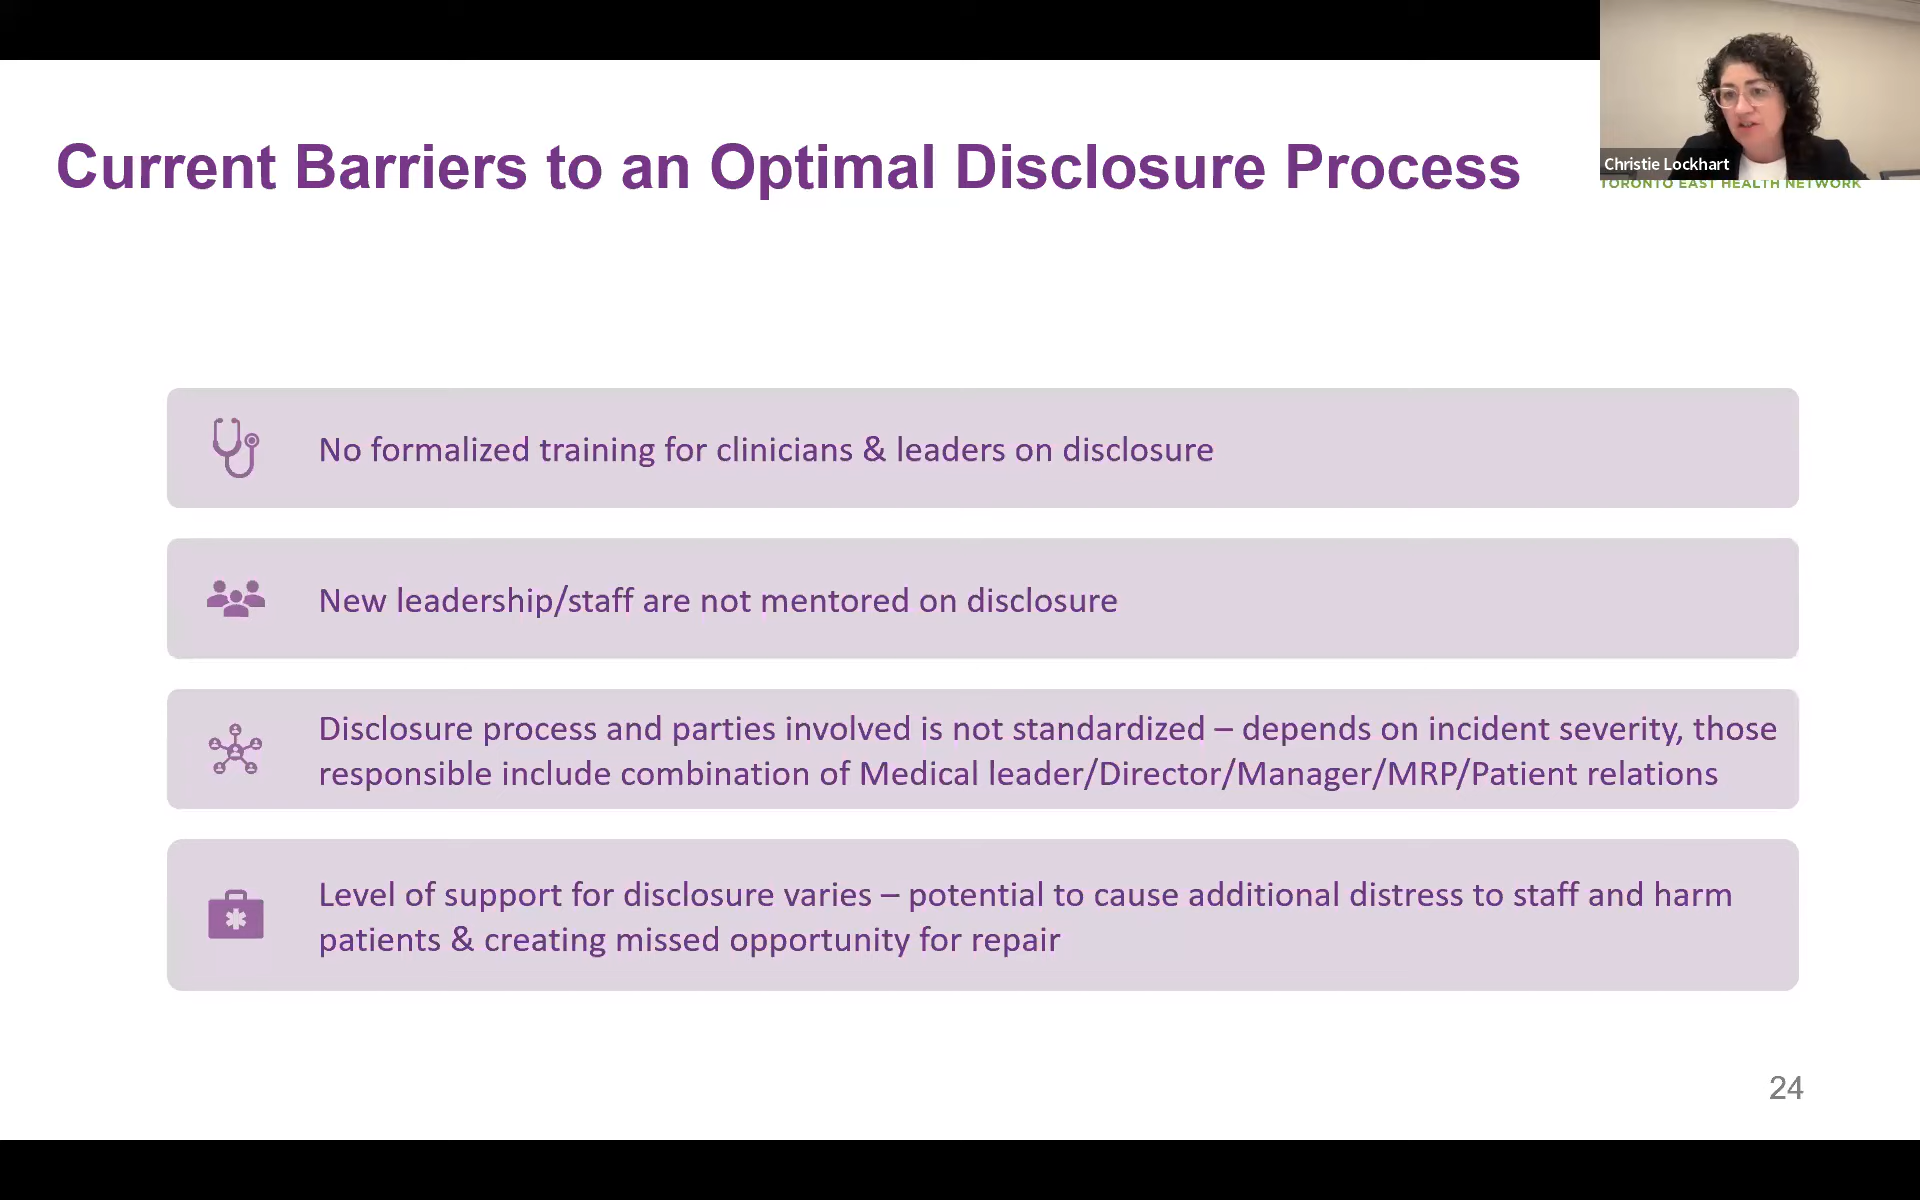 Current Barriers to an Optimal Disclosure Process
Christie Lockhart
TORONTO EAST HEALTH NETWORK
No formalized training for clinicians & leaders on disclosure
New leadership/staff are not mentored on disclosure
Disclosure process and parties involved is not standardized – depends on incident severity, those
responsible include combination of Medical leader/Director/Manager/MRP/Patient relations
Level of support for disclosure varies – potential to cause additional distress to staff and harm
patients & creating missed opportunity for repair
24